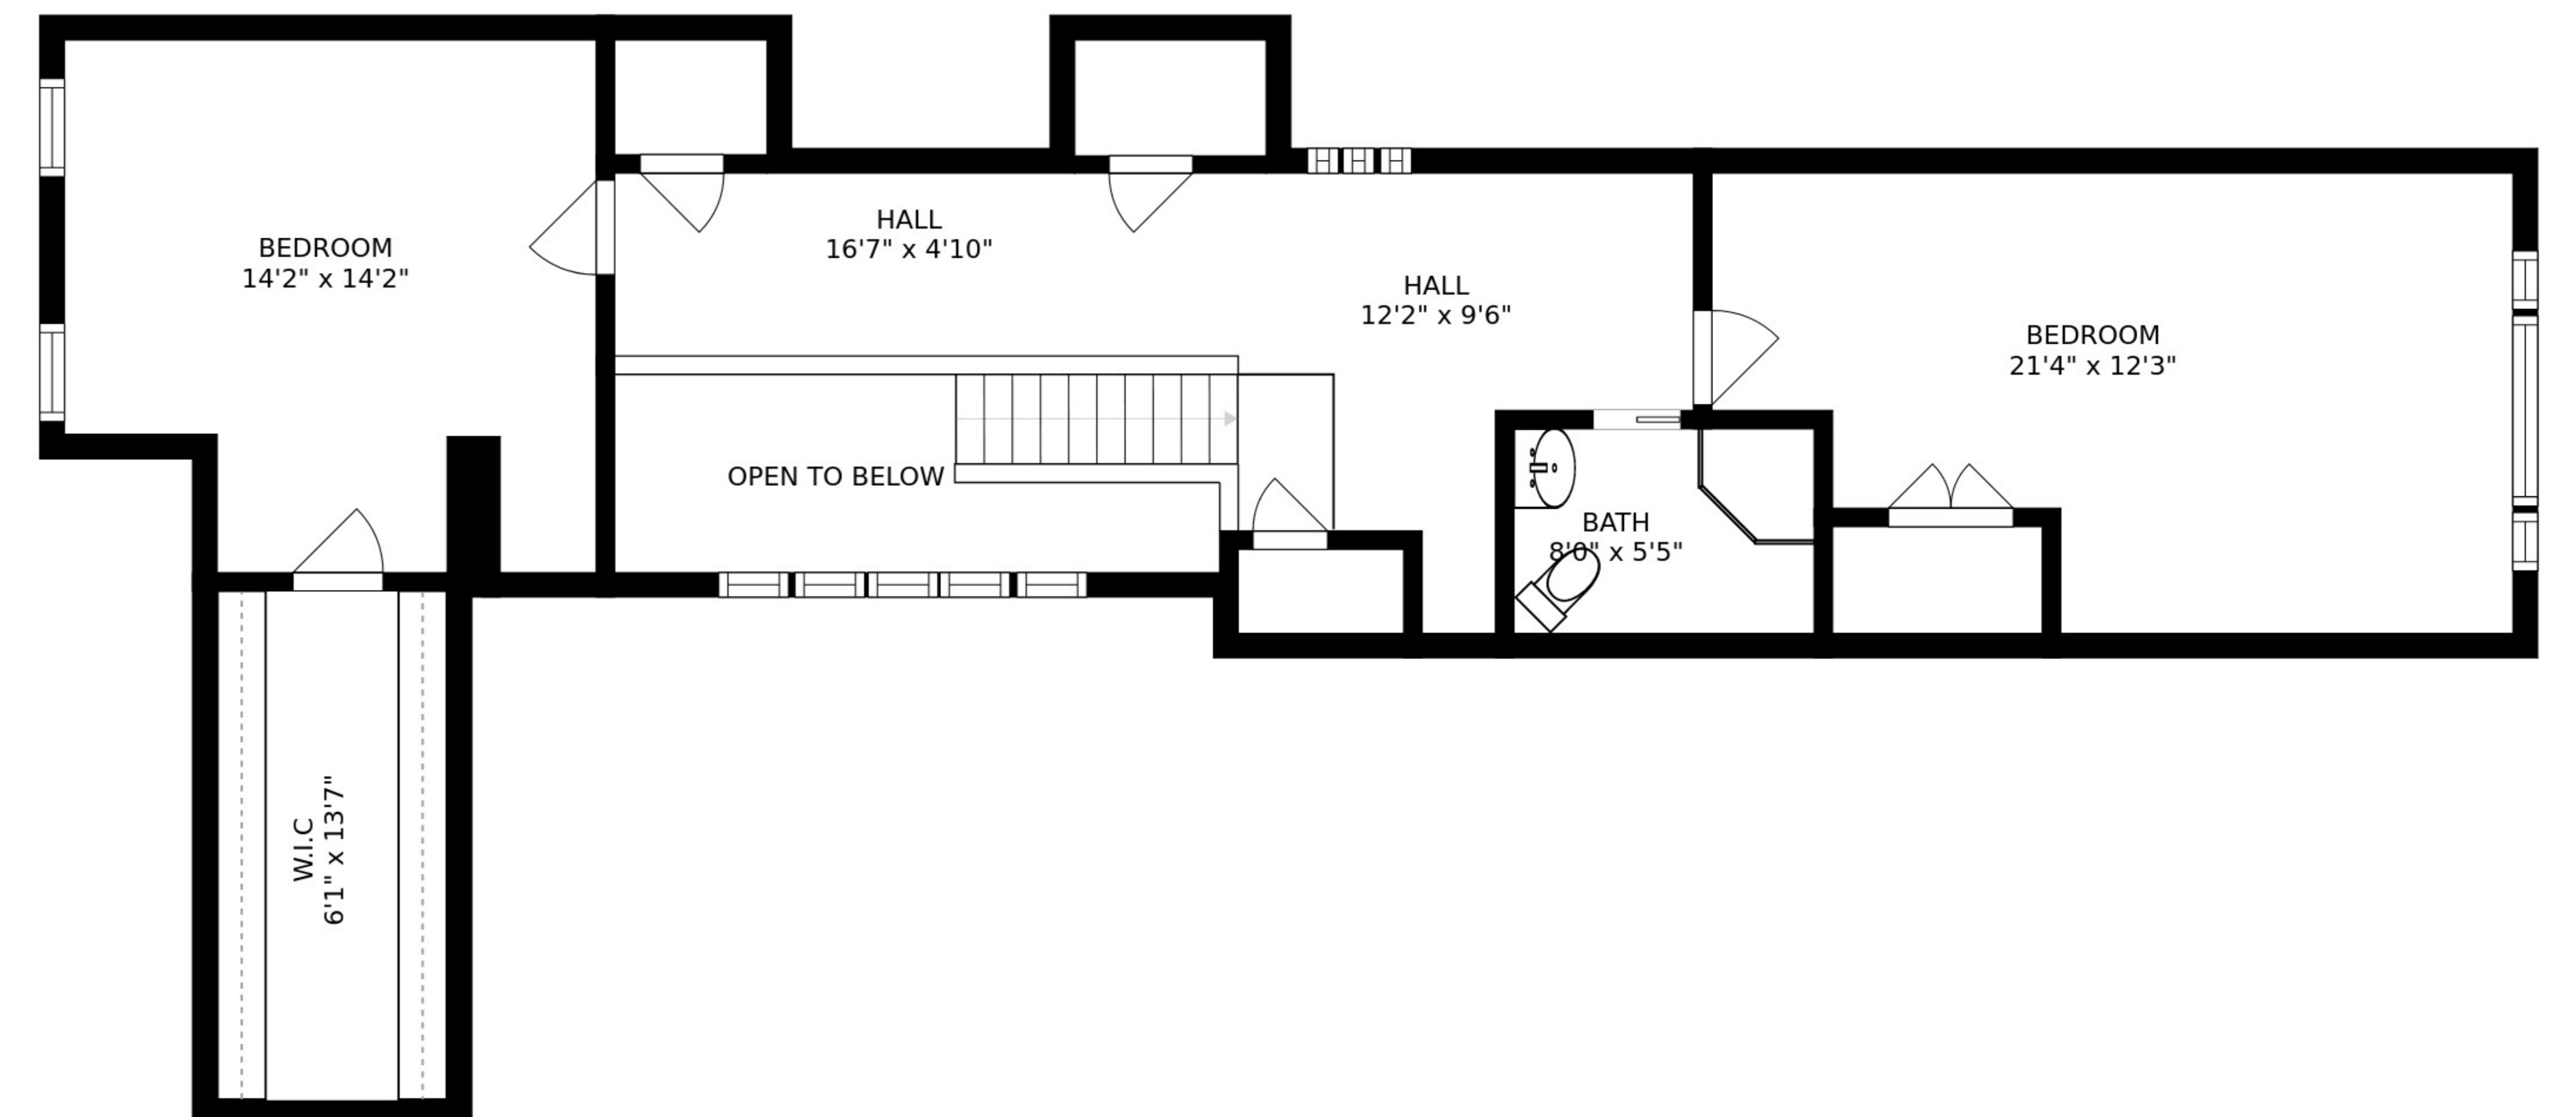 BEDROOM
14'2" x 14'2"
HALL
16'7" x 4'10"
HALL
12'2" x 9'6"
BEDROOM
21'4" x 12'3"
OPEN TO BELOW
BATH
8'0" x 5'5"
W.I.C
6'1" x 13'7"